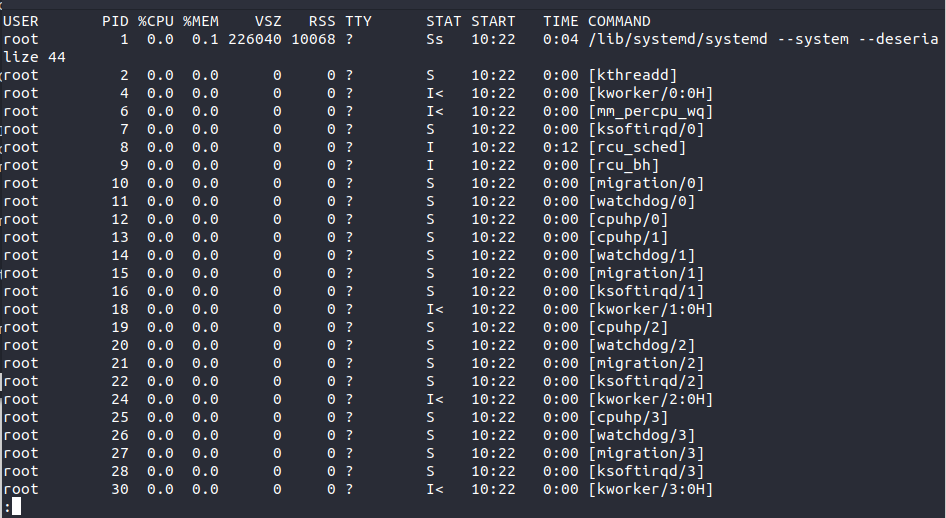 USER       PID %CPU %MEM    VSZ   RSS TTY      STAT START   TIME COMMAND
root         1  0.0  0.1 226040 10068 ?        Ss   10:22   0:04 /lib/systemd/systemd --system --deseria
lize 44
root         2  0.0  0.0      0     0 ?        S    10:22   0:00 [kthreadd]
root         4  0.0  0.0      0     0 ?        I<   10:22   0:00 [kworker/0:0H]
root         6  0.0  0.0      0     0 ?        I<   10:22   0:00 [mm_percpu_wq]
root         7  0.0  0.0      0     0 ?        S    10:22   0:00 [ksoftirqd/0]
root         8  0.0  0.0      0     0 ?        I    10:22   0:12 [rcu_sched]
root         9  0.0  0.0      0     0 ?        I    10:22   0:00 [rcu_bh]
root        10  0.0  0.0      0     0 ?        S    10:22   0:00 [migration/0]
root        11  0.0  0.0      0     0 ?        S    10:22   0:00 [watchdog/0]
root        12  0.0  0.0      0     0 ?        S    10:22   0:00 [cpuhp/0]
root        13  0.0  0.0      0     0 ?        S    10:22   0:00 [cpuhp/1]
root        14  0.0  0.0      0     0 ?        S    10:22   0:00 [watchdog/1]
root        15  0.0  0.0      0     0 ?        S    10:22   0:00 [migration/1]
root        16  0.0  0.0      0     0 ?        S    10:22   0:00 [ksoftirqd/1]
root        18  0.0  0.0      0     0 ?        I<   10:22   0:00 [kworker/1:0H]
root        19  0.0  0.0      0     0 ?        S    10:22   0:00 [cpuhp/2]
root        20  0.0  0.0      0     0 ?        S    10:22   0:00 [watchdog/2]
root        21  0.0  0.0      0     0 ?        S    10:22   0:00 [migration/2]
root        22  0.0  0.0      0     0 ?        S    10:22   0:00 [ksoftirqd/2]
root        24  0.0  0.0      0     0 ?        I<   10:22   0:00 [kworker/2:0H]
root        25  0.0  0.0      0     0 ?        S    10:22   0:00 [cpuhp/3]
root        26  0.0  0.0      0     0 ?        S    10:22   0:00 [watchdog/3]
root        27  0.0  0.0      0     0 ?        S    10:22   0:00 [migration/3]
root        28  0.0  0.0      0     0 ?        S    10:22   0:00 [ksoftirqd/3]
root        30  0.0  0.0      0     0 ?        I<   10:22   0:00 [kworker/3:0H]
: